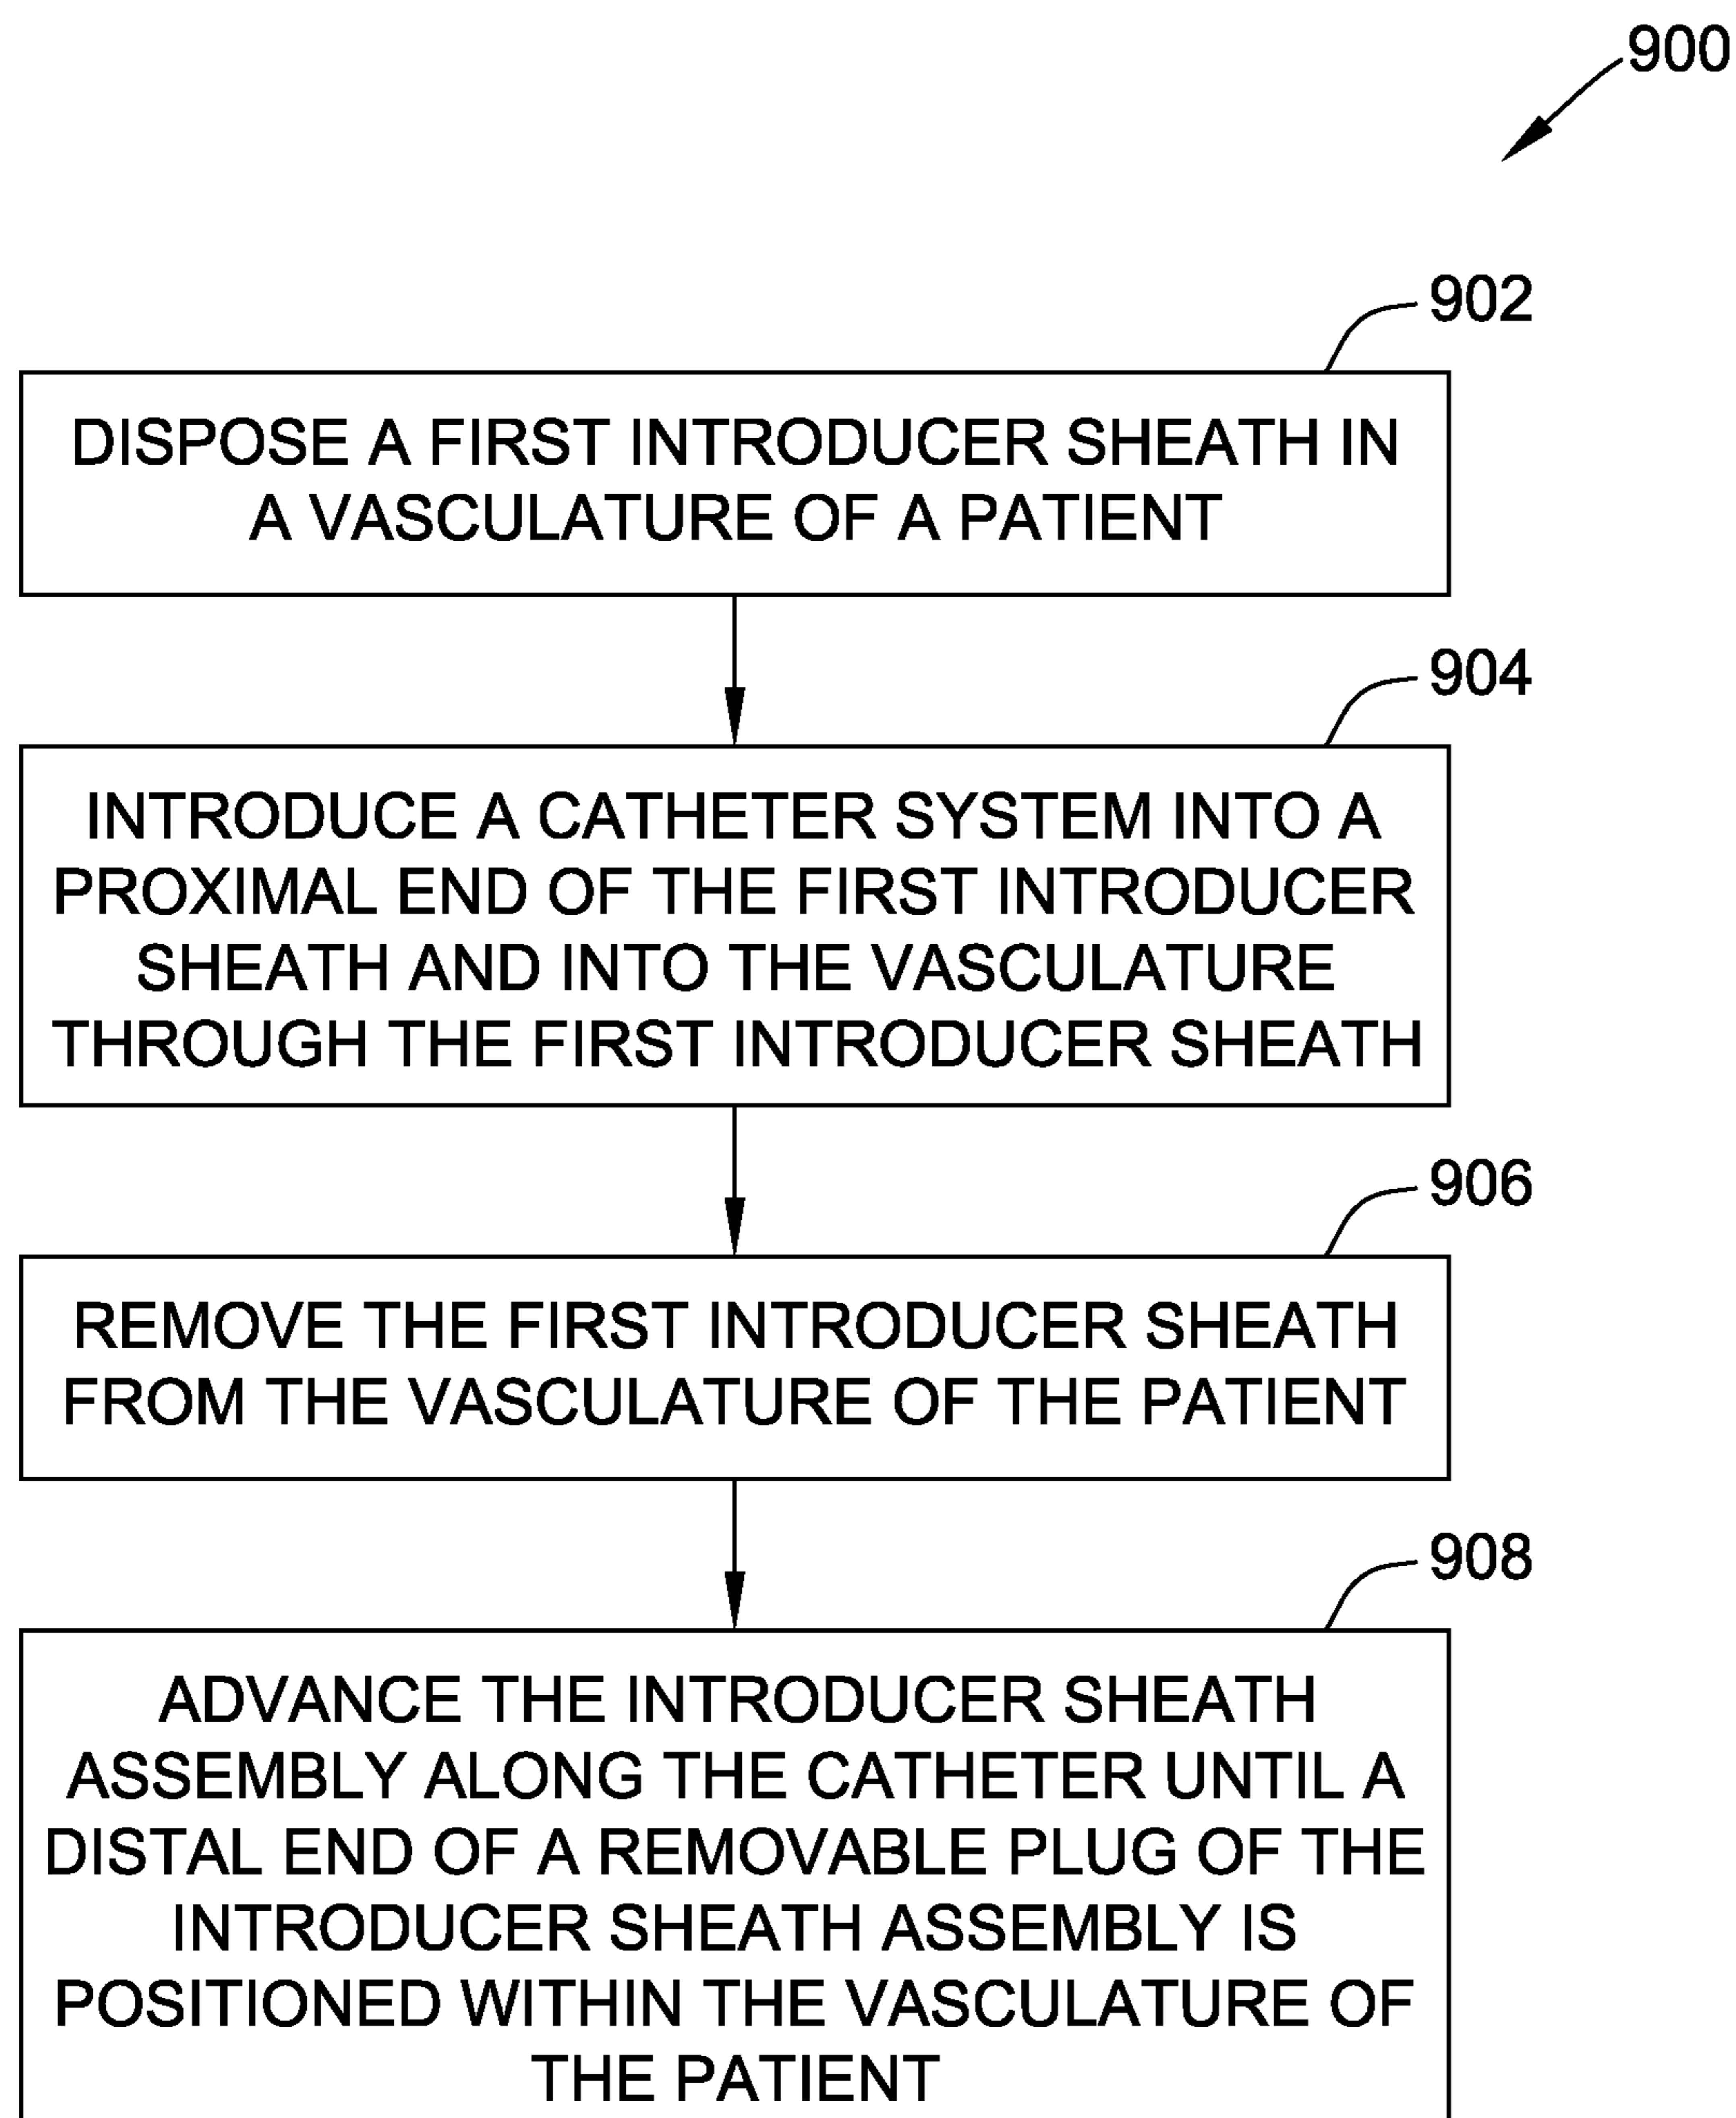 900
902
DISPOSE A FIRST INTRODUCER SHEATH IN
A VASCULATURE OF A PATIENT
904
INTRODUCE A CATHETER SYSTEM INTO A
PROXIMAL END OF THE FIRST INTRODUCER
SHEATH AND INTO THE VASCULATURE
THROUGH THE FIRST INTRODUCER SHEATH
906
REMOVE THE FIRST INTRODUCER SHEATH
FROM THE VASCULATURE OF THE PATIENT
908
ADVANCE THE INTRODUCER SHEATH
ASSEMBLY ALONG THE CATHETER UNTIL A
DISTAL END OF A REMOVABLE PLUG OF THE
INTRODUCER SHEATH ASSEMBLY IS
POSITIONED WITHIN THE VASCULATURE OF
THE PATIENT